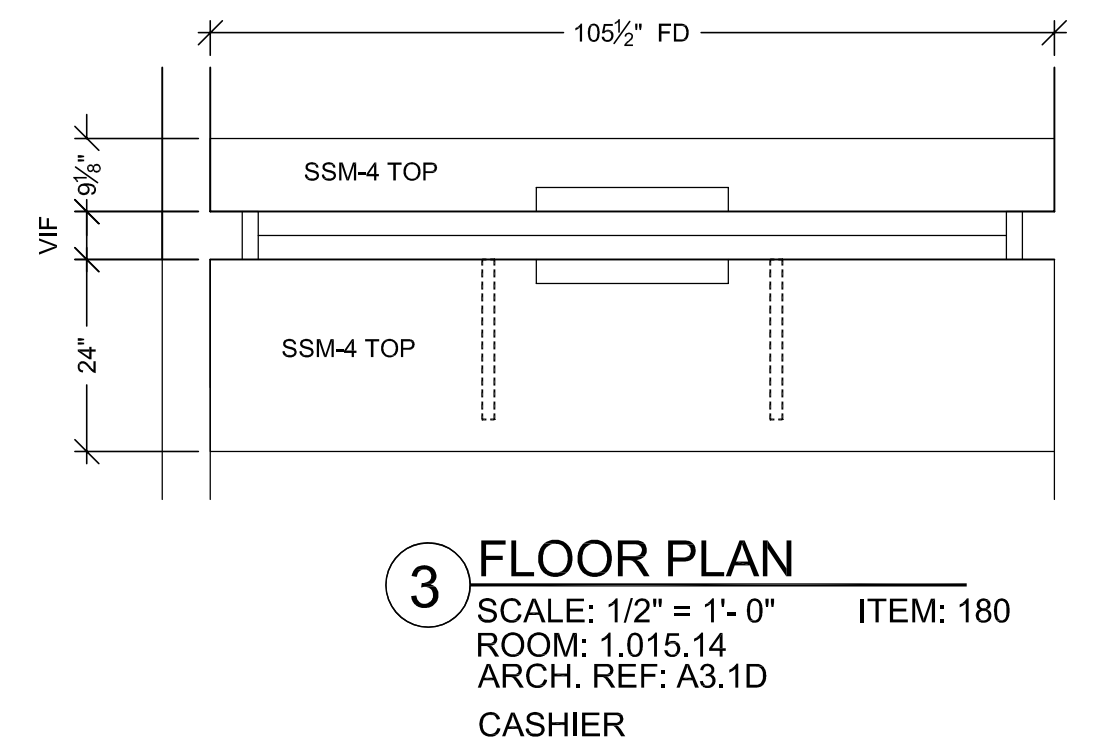 105½" FD
9⅛"
SSM-4 TOP
VIF
24"
SSM-4 TOP
3
FLOOR PLAN
SCALE: 1/2" = 1'- 0" ITEM: 180
ROOM: 1.015.14
ARCH. REF: A3.1D
CASHIER